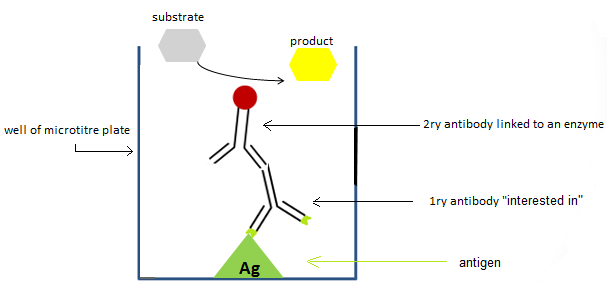 substrate
product
2ry antibody linked to an enzyme
well of microtitre plate
1ry antibody "interested in"
Ag
antigen